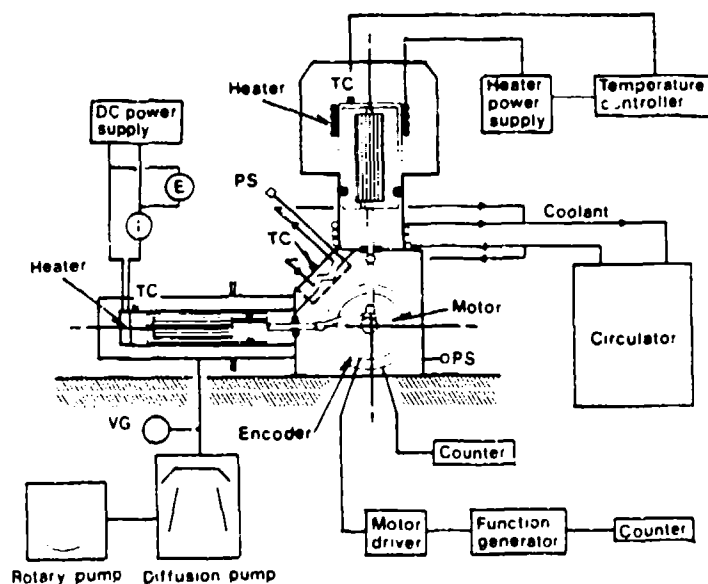 TC
Heater
Heater
power
supply
Temperature
controller
DC power
supply
E
PS
i
TC
Coolant
Heater
TC
Motor
Circulator
PS
VG
Encoder
Counter
Motor
driver
Function
generator
Counter
Rotary pump
Diffusion pump